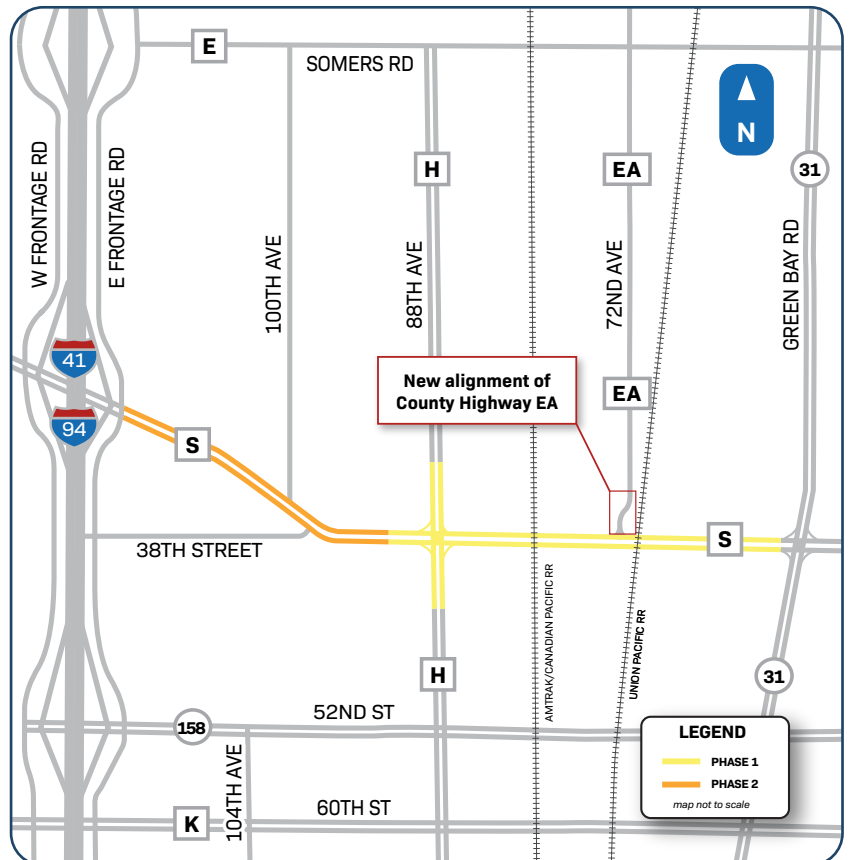 E
SOMERS RD
N
W FRONTAGE RD
E FRONTAGE RD
100TH AVE
H
88TH AVE
EA
72ND AVE
31
GREEN BAY RD
41
94
New alignment of
County Highway EA
EA
S
S
38TH STREET
AMTRAK/CANADIAN PACIFIC RR
UNION PACIFIC RR
H
31
158
52ND ST
104TH AVE
K
60TH ST
LEGEND
PHASE 1
PHASE 2
map not to scale